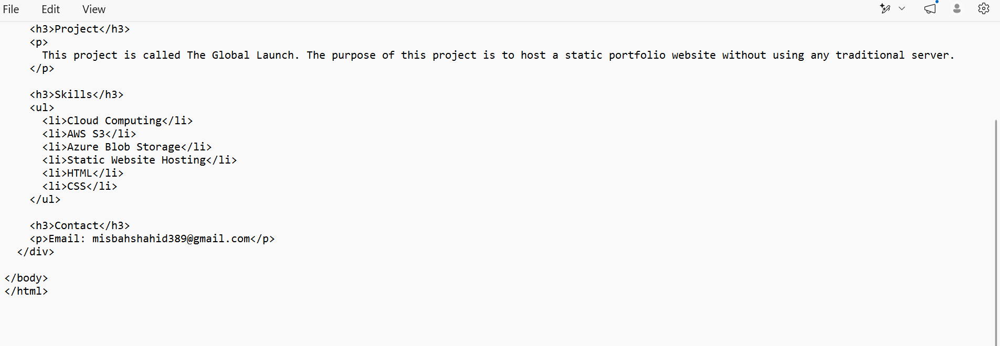 File Edit View
<h3>Project</h3>
<p>
This project is called The Global Launch. The purpose of this project is to host a static portfolio website without using any traditional server.
</p>
<h3>Skills</h3>
<ul>
<li>Cloud Computing</li>
<li>AWS S3</li>
<li>Azure Blob Storage</li>
<li>Static Website Hosting</li>
<li>HTML</li>
<li>CSS</li>
</ul>
<h3>Contact</h3>
<p>Email: misbahshahid389@gmail.com</p>
</div>
</body>
</html>